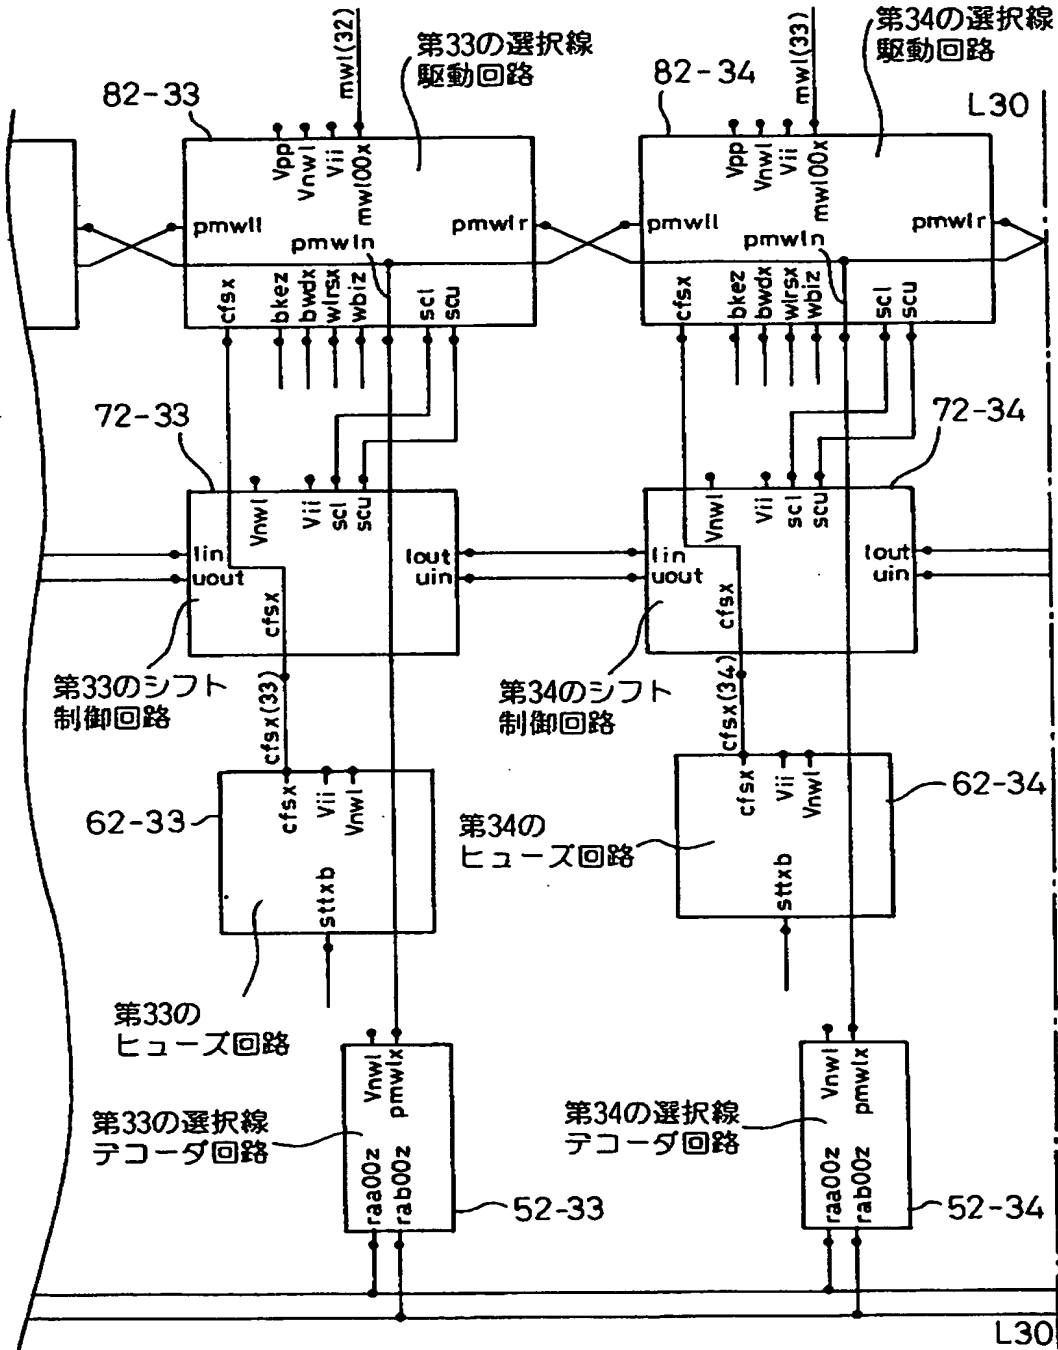 mwl(32)
第33の選択線
駆動回路
82-33
Vpp
Vnwl
Vii
mwl00x
pmwll
pmwlr
pmwln
cfsx
bkez
bwdx
wlrsx
wbiz
scl
scu
mwl(33)
第34の選択線
駆動回路
82-34
L30
Vpp
Vnwl
Vii
mwl00x
pmwll
pmwlr
pmwln
cfsx
bkez
bwdx
wlrsx
wbiz
scl
scu
72-33
Vnwl
Vii
scl
scu
lin
uout
lout
uin
cfsx
第33のシフト
制御回路
72-34
Vnwl
Vii
scl
scu
lin
uout
lout
uin
cfsx
第34のシフト
制御回路
cfsx(33)
62-33
cfsx
Vii
Vnwl
sttxb
第33の
ヒューズ回路
cfsx(34)
62-34
cfsx
Vii
Vnwl
sttxb
第34の
ヒューズ回路
Vnwl
pmwlx
raa00z
rab00z
第33の選択線
デコーダ回路
52-33
Vnwl
pmwlx
raa00z
rab00z
第34の選択線
デコーダ回路
52-34
L30